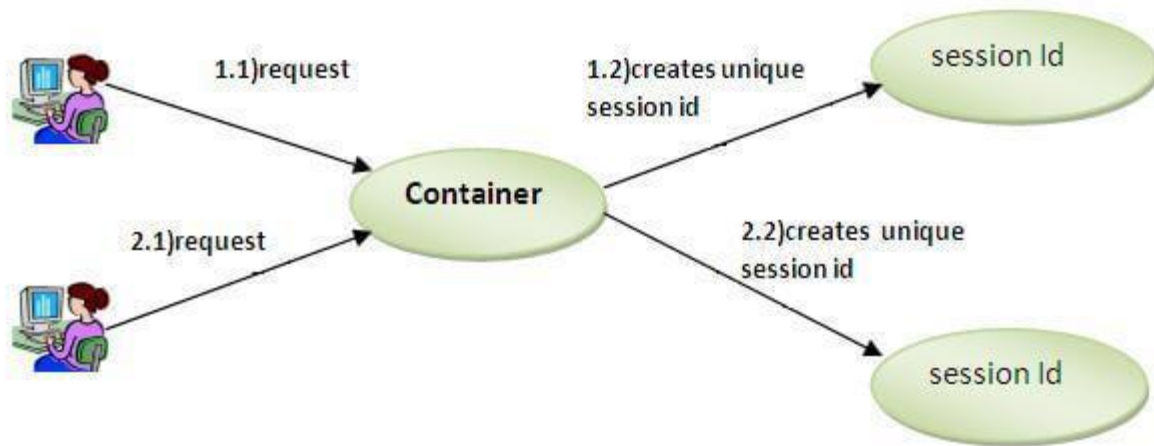 1.1)request
1.2)creates unique
session id
session Id
Container
2.1)request
2.2)creates unique
session id
session Id